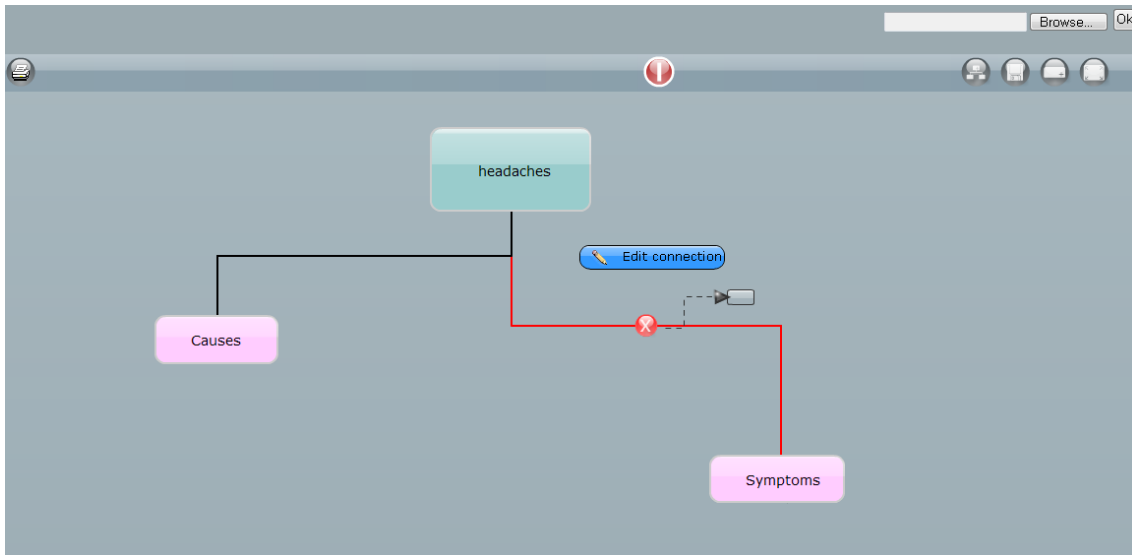 Browse... Ok
headaches
Edit connection
X
Causes
Symptoms